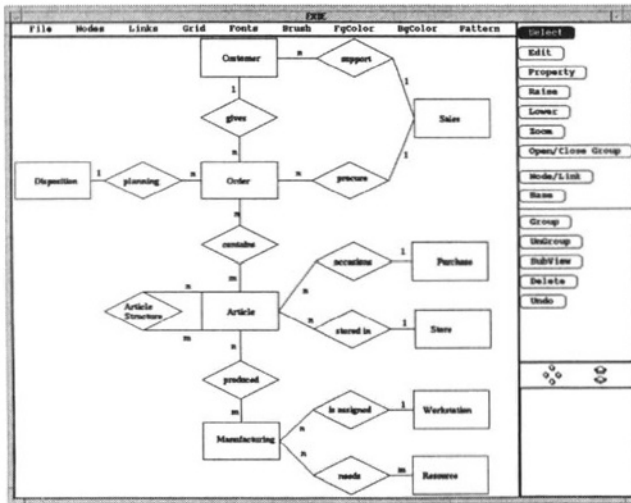 File Nodes Links Grid Fonts Brush FgColor BgColor Pattern
Select
Edit
Property
Raise
Lower
Zoom
Open/Close Group
Node/Link
Name
Group
UnGroup
SubView
Delete
Undo
Customer n support
1 1
gives Sales
n 1
Disposition 1 planning n Order n procure
n
contains
m
occasions 1 Purchase
n n
Article Structure Article
m n stored in 1 Store
n
produced
m
is assigned 1 Workstation
Manufacturing n
n
needs m Resource